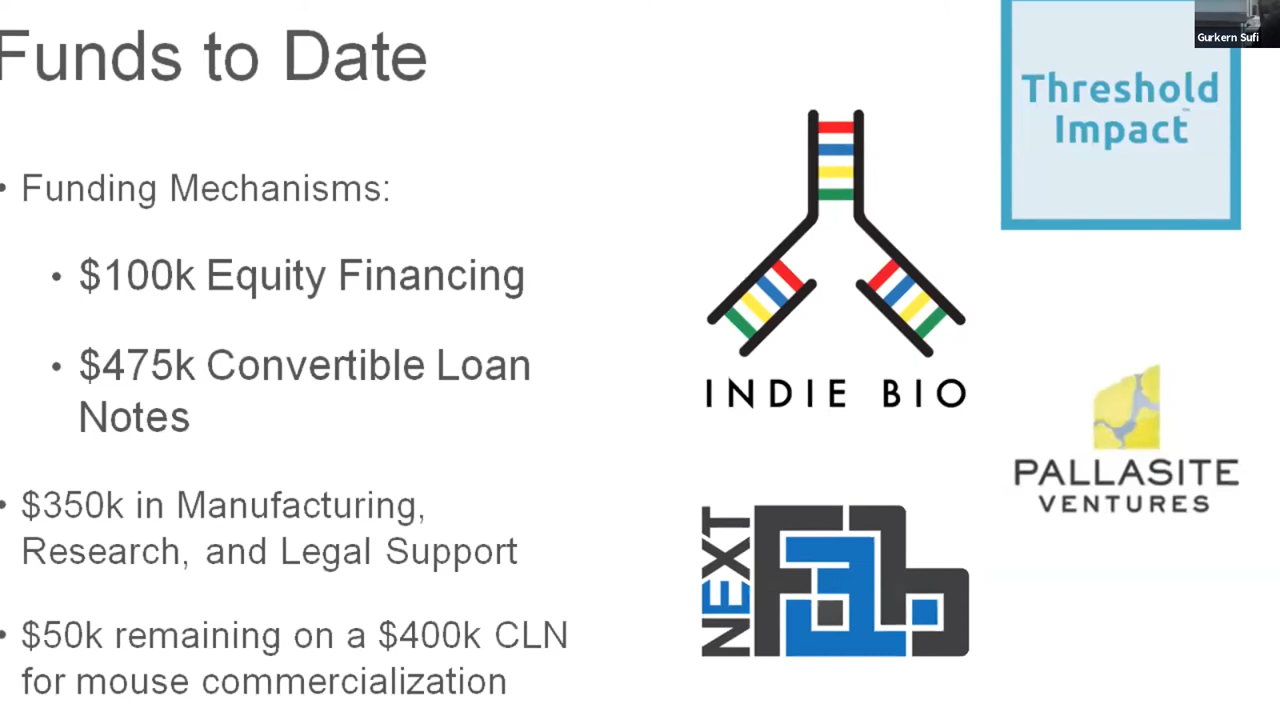 Funds to Date
• Funding Mechanisms:
• $100k Equity Financing
• $475k Convertible Loan
Notes
• $350k in Manufacturing,
Research, and Legal Support
• $50k remaining on a $400k CLN
for mouse commercialization
INDIE BIO
NEXT
Fab
Threshold
Impact™
PALLASITE
VENTURES
Gurkern Sufi